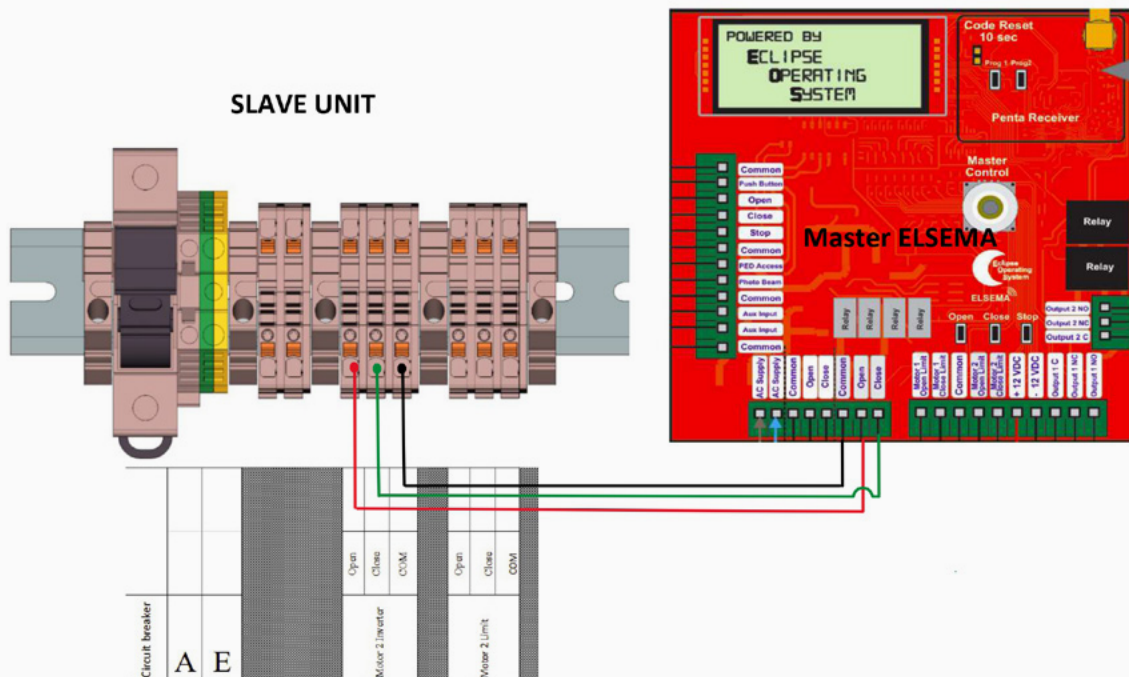 SLAVE UNIT
POWERED BY
ECLIPSE
OPERATING
SYSTEM
Code Reset
10 sec
Prog 1 Prog2
Penta Receiver
Master
Control
Master ELSEMA
Relay
Relay
Eclipse
Operating
System
ELSEMA
Common
Push Button
Open
Close
Stop
Common
PED Access
Photo Beam
Common
Aux Input
Aux Input
Common
Relay
Relay
Relay
Relay
Open Close Stop
Output 2 NO
Output 2 NC
Output 2 C
AC Supply
AC Supply
Common
Open
Close
Common
Open
Close
Motor 1
Open Limit
Motor 1
Close Limit
Common
Motor 2
Open Limit
Motor 2
Close Limit
+ 12 VDC
- 12 VDC
Output 1 C
Output 1 NC
Output 1 NO
Open
Close
COM
Open
Close
COM
Circuit breaker
A
E
Motor 2 Inverter
Motor 2 Limit